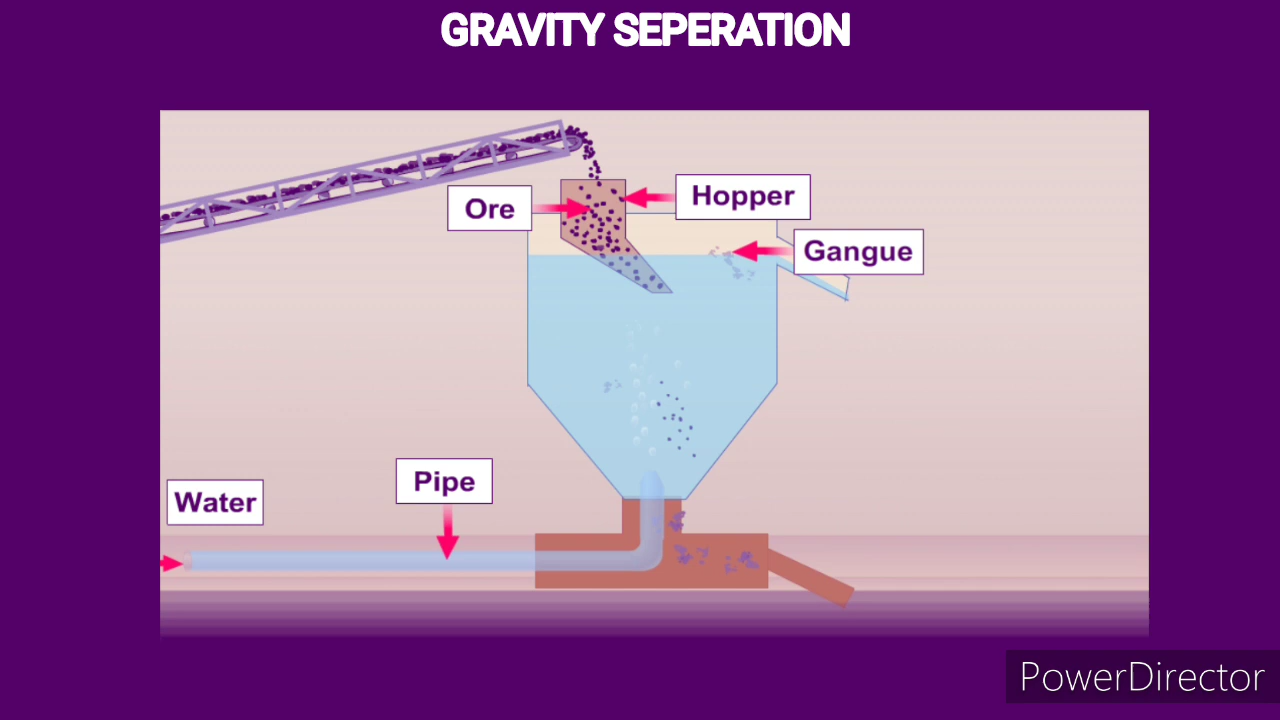 GRAVITY SEPERATION
Ore
Hopper
Gangue
Pipe
Water
PowerDirector